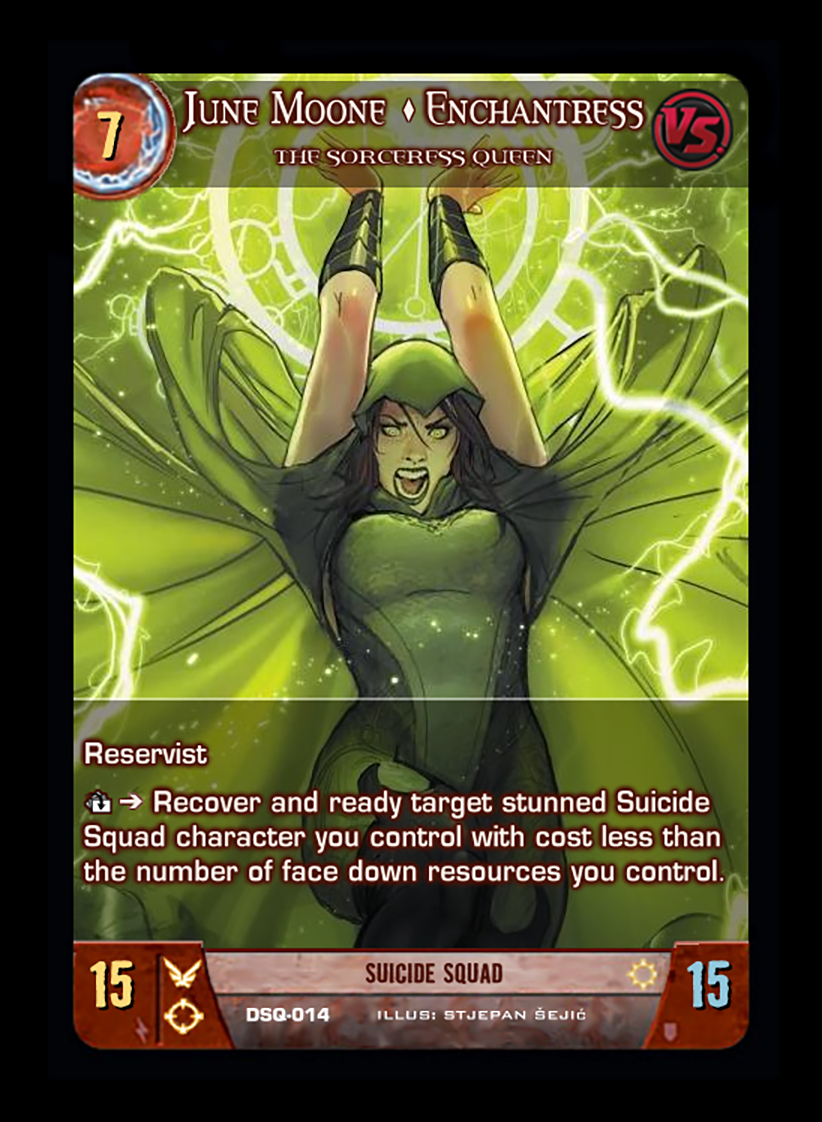 7
June Moone ♦ Enchantress
VS.
The Sorceress Queen
Reservist
➔ Recover and ready target stunned Suicide
Squad character you control with cost less than
the number of face down resources you control.
15
SUICIDE SQUAD
15
DSQ-014 ILLUS: STJEPAN ŠEJIĆ